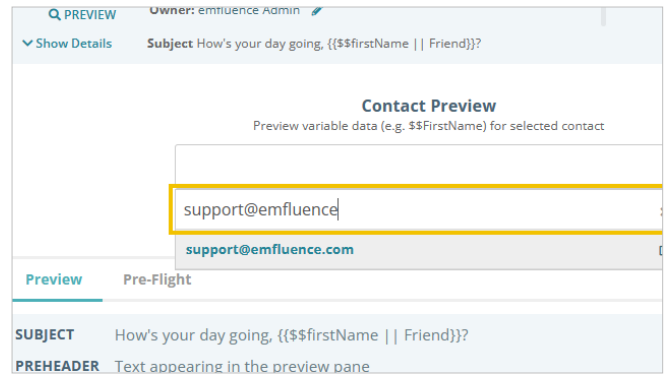 PREVIEW Owner: emfluence Admin
Show Details Subject How's your day going, {{$$firstName || Friend}}?
Contact Preview
Preview variable data (e.g. $$FirstName) for selected contact
support@emfluence
support@emfluence.com
Preview Pre-Flight
SUBJECT How's your day going, {{$$firstName || Friend}}?
PREHEADER Text appearing in the preview pane